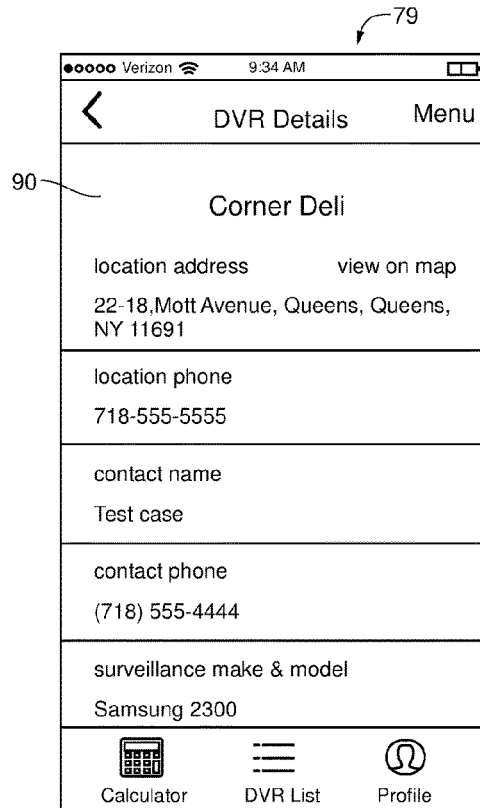 79
Verizon 9:34 AM
DVR Details Menu
90
Corner Deli
location address view on map
22-18,Mott Avenue, Queens, Queens,
NY 11691
location phone
718-555-5555
contact name
Test case
contact phone
(718) 555-4444
surveillance make & model
Samsung 2300
Calculator DVR List Profile